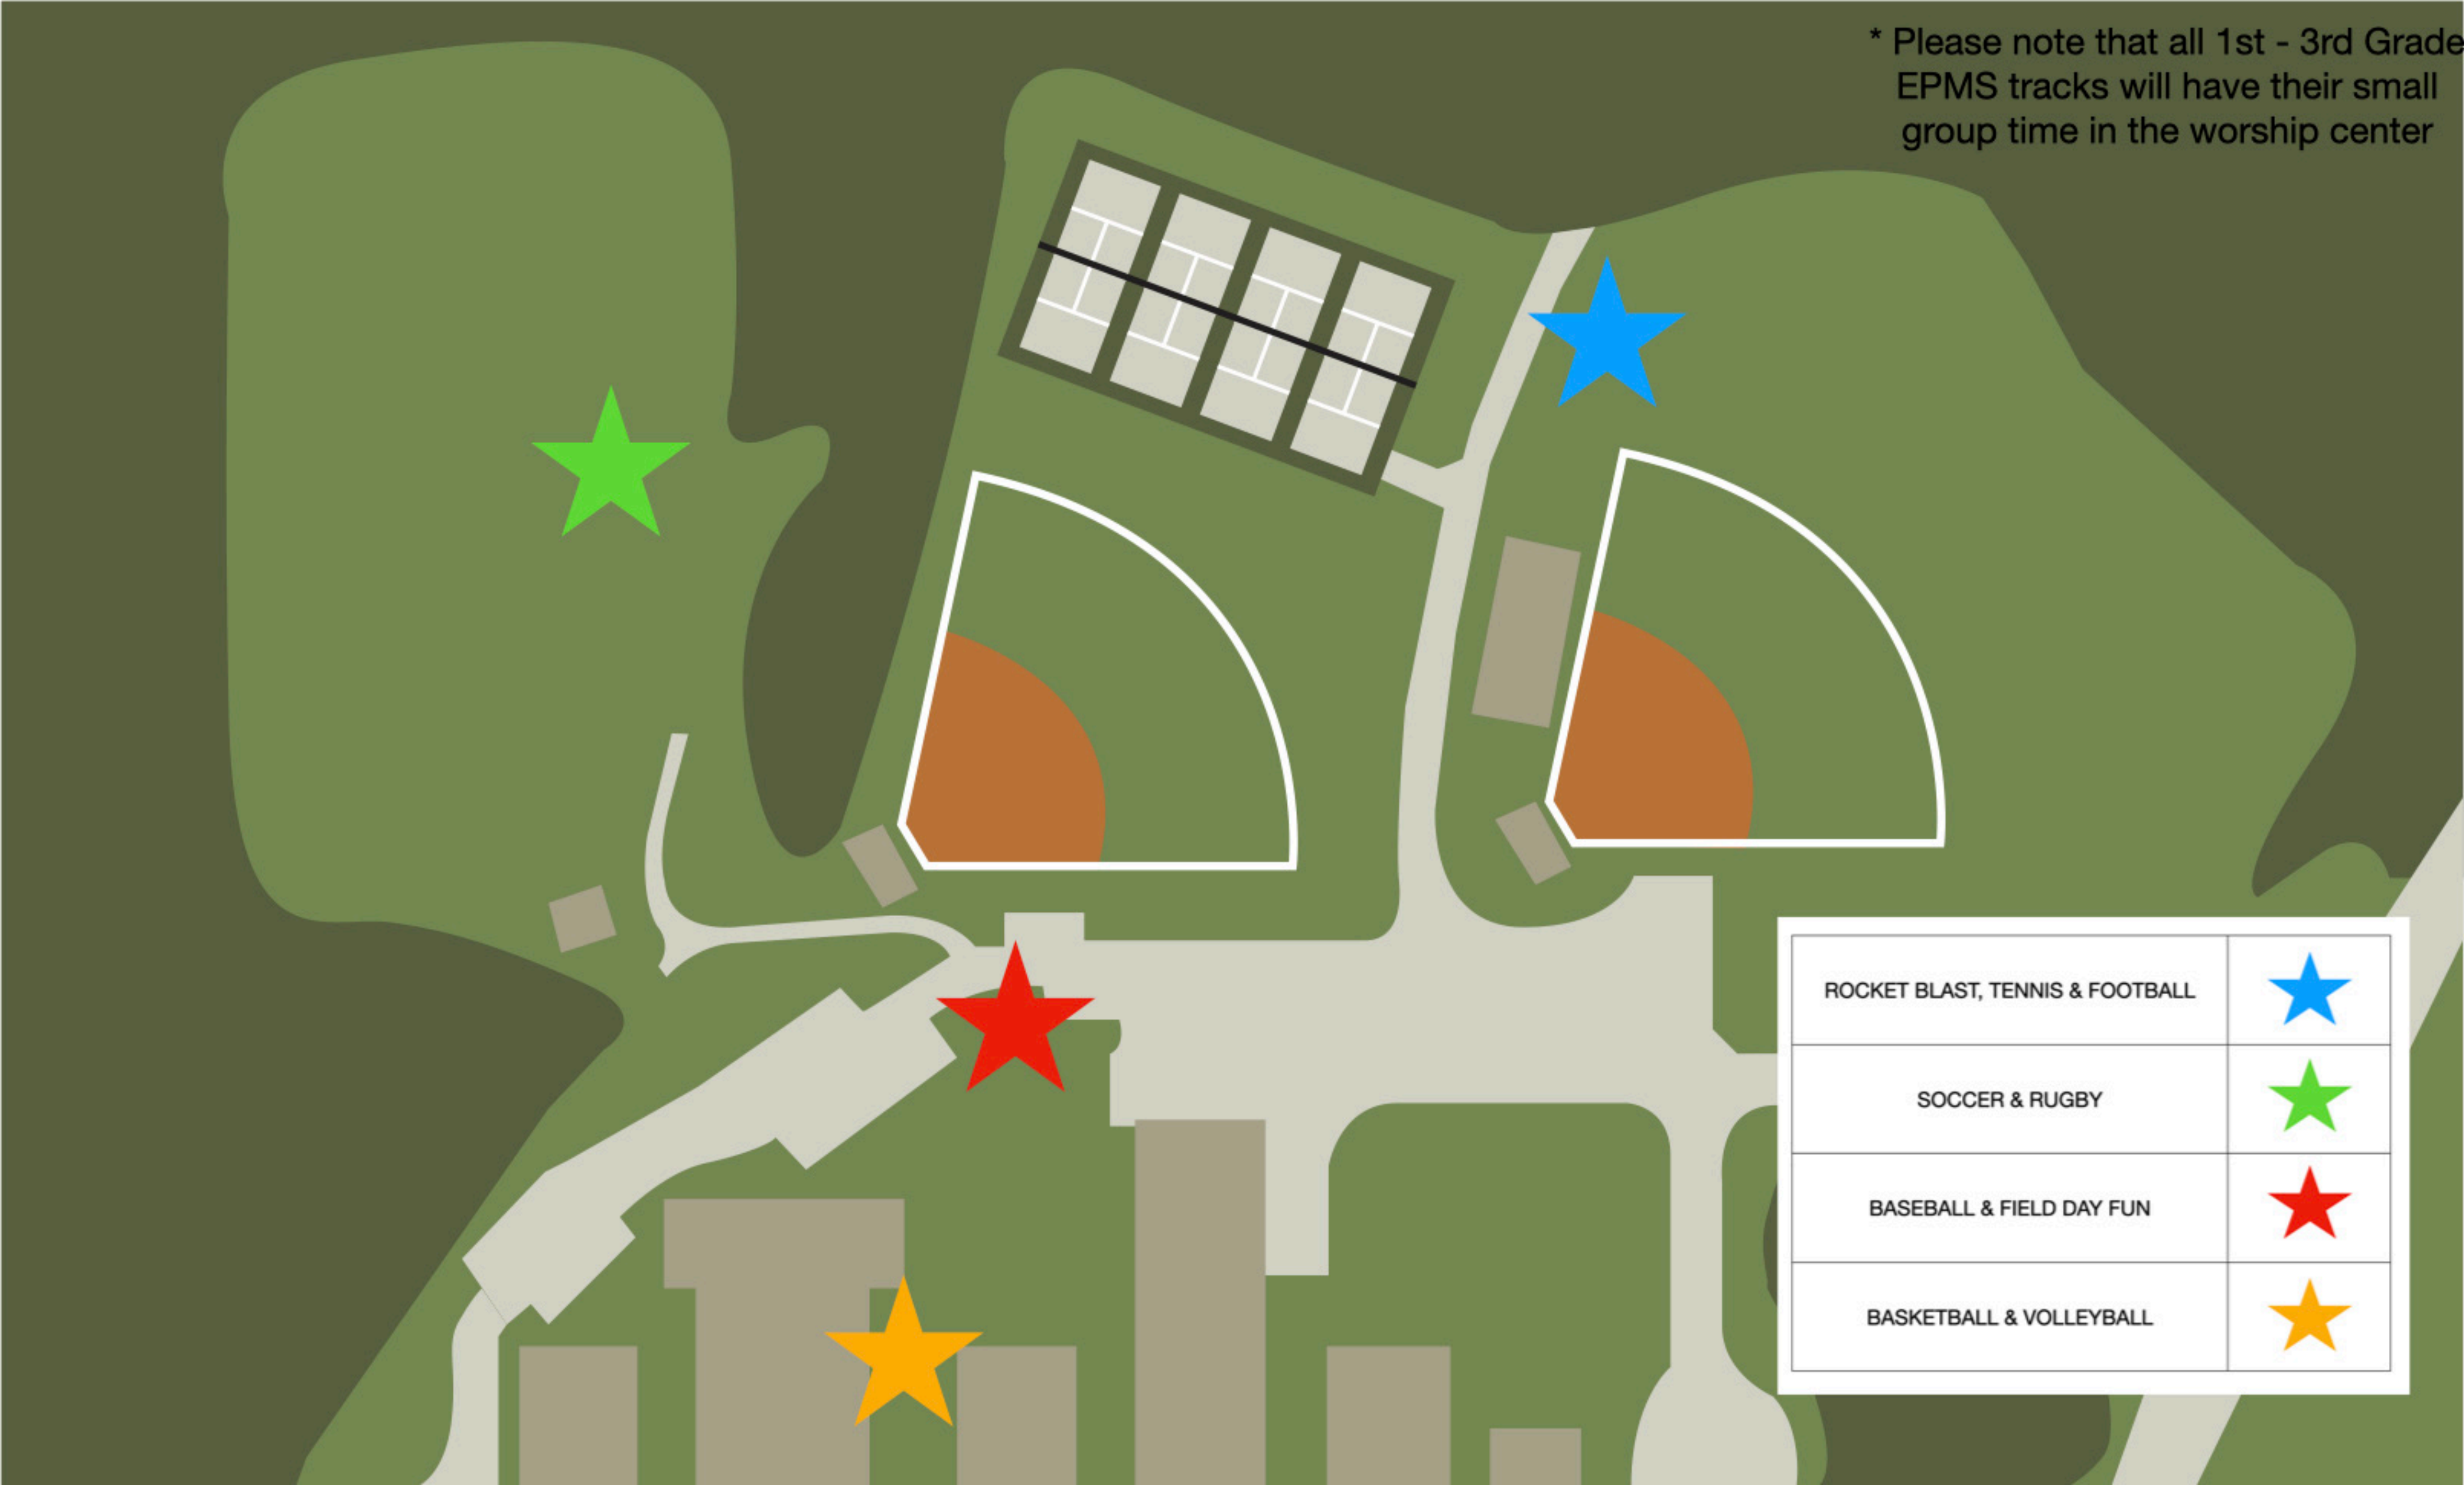 * Please note that all 1st - 3rd Grade
EPMS tracks will have their small
group time in the worship center
ROCKET BLAST, TENNIS & FOOTBALL
SOCCER & RUGBY
BASEBALL & FIELD DAY FUN
BASKETBALL & VOLLEYBALL